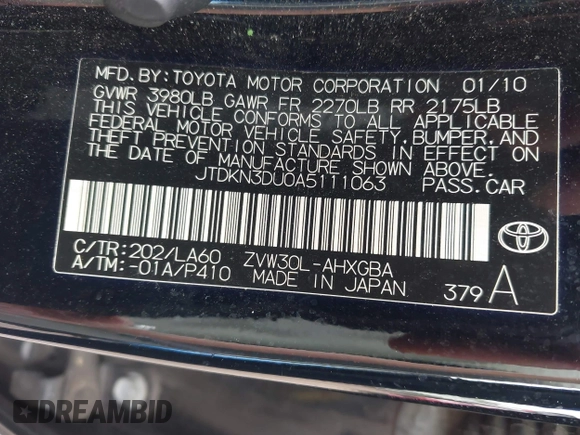 MFD. BY: TOYOTA MOTOR CORPORATION 01/10
GVWR 3980LB GAWR FR 2270LB RR 2175LB
THIS VEHICLE CONFORMS TO ALL APPLICABLE
FEDERAL MOTOR VEHICLE SAFETY, BUMPER, AND
THEFT PREVENTION STANDARDS IN EFFECT ON
THE DATE OF MANUFACTURE SHOWN ABOVE.
JTDKN3DU0A5111063 PASS. CAR
C/TR: 202/LA60 ZVW30L-AHXGBA
A/TM: -01A/P410 MADE IN JAPAN
379 A
TOYOTA
DREAMBID